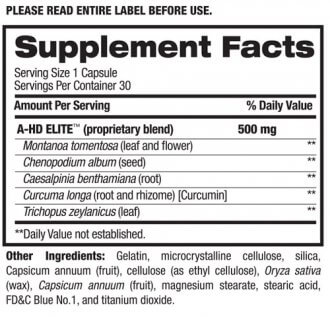 PLEASE READ ENTIRE LABEL BEFORE USE.
Supplement Facts
Serving Size 1 Capsule
Servings Per Container 30
Amount Per Serving % Daily Value
A-HD ELITE™ (proprietary blend) 500 mg
Montanoa tomentosa (leaf and flower) **
Chenopodium album (seed) **
Caesalpinia benthamiana (root) **
Curcuma longa (root and rhizome) [Curcumin] **
Trichopus zeylanicus (leaf) **
**Daily Value not established.
Other Ingredients: Gelatin, microcrystalline cellulose, silica,
Capsicum annuum (fruit), cellulose (as ethyl cellulose), Oryza sativa
(wax), Capsicum annuum (fruit), magnesium stearate, stearic acid,
FD&C Blue No.1, and titanium dioxide.